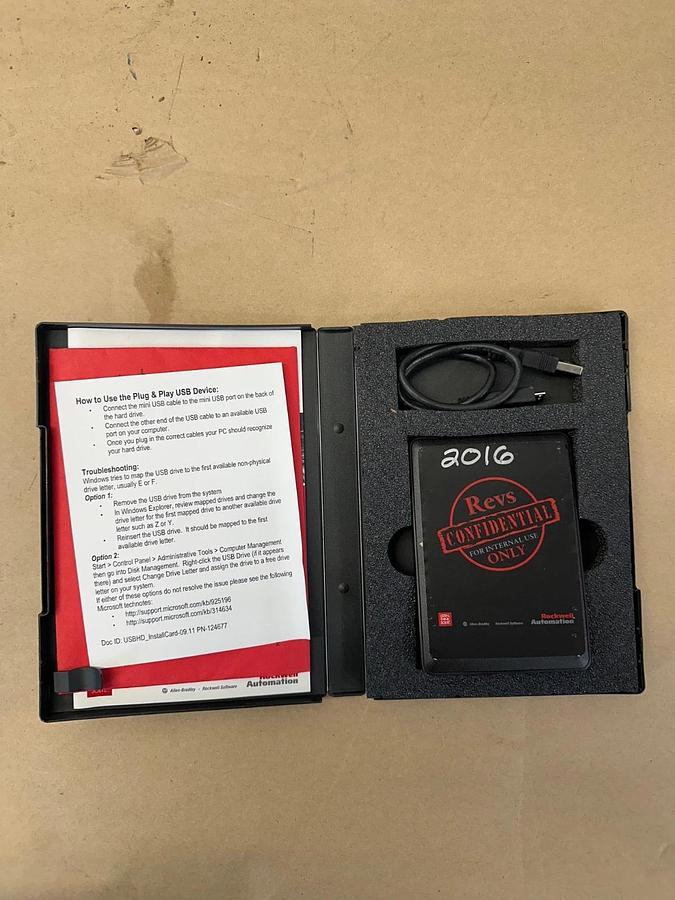 How to Use the Plug & Play USB Device:
• Connect the mini USB cable to the mini USB port on the back of
the hard drive.
• Connect the other end of the USB cable to an available USB
port on your computer.
• Once you plug in the correct cables your PC should recognize
your hard drive.
Troubleshooting:
Windows tries to map the USB drive to the first available non-physical
drive letter, usually E or F.
Option 1:
• Remove the USB drive from the system
• In Windows Explorer, review mapped drives and change the
drive letter for the first mapped drive to another available drive
letter such as Z or Y.
• Reinsert the USB drive. It should be mapped to the first
available drive letter.
Option 2:
Start > Control Panel > Administrative Tools > Computer Management
then go into Disk Management. Right-click the USB Drive (if it appears
there) and select Change Drive Letter and assign the drive to a free drive
letter on your system.
If either of these options do not resolve the issue please see the following
Microsoft technotes:
• http://support.microsoft.com/kb/925196
• http://support.microsoft.com/kb/314634
Doc ID: USBHD_InstallCard-09.11 PN-124677
Allen-Bradley • Rockwell Software
Rockwell
Automation
2016
Revs
CONFIDENTIAL
FOR INTERNAL USE
ONLY
Allen-Bradley Rockwell Software
Rockwell
Automation